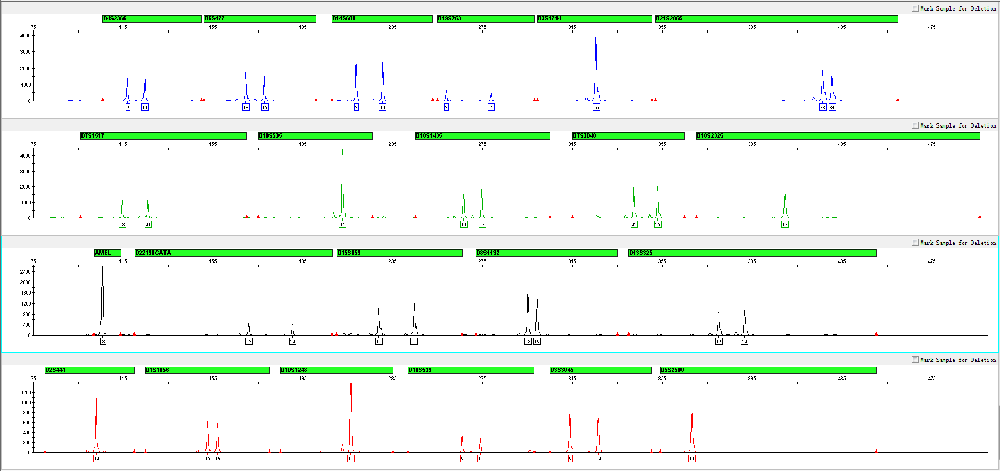 Mark Sample for Deletion
D4S2366 D6S477 D14S608 D19S253 D3S1744 D21S2055
75 115 155 195 235 275 315 355 395 435 475
4000
3000
2000
1000
0
9 11 13 15 7 10 7 12 16 33 34
Mark Sample for Deletion
D7S1517 D18S535 D10S1435 D7S3048 D10S2325
75 115 155 195 235 275 315 355 395 435 475
4000
3000
2000
1000
0
18 21 14 11 13 22 25 13
Mark Sample for Deletion
AMEL D22198GATA D15S659 D8S1132 D13S325
75 115 155 195 235 275 315 355 395 435 475
2400
2000
1600
1200
800
400
0
X 17 22 11 15 18 19 19 22
Mark Sample for Deletion
D2S441 D1S1656 D10S1248 D16S539 D3S3045 D5S2500
75 115 155 195 235 275 315 355 395 435 475
1200
1000
800
600
400
200
0
12 15 16 15 9 11 9 12 11